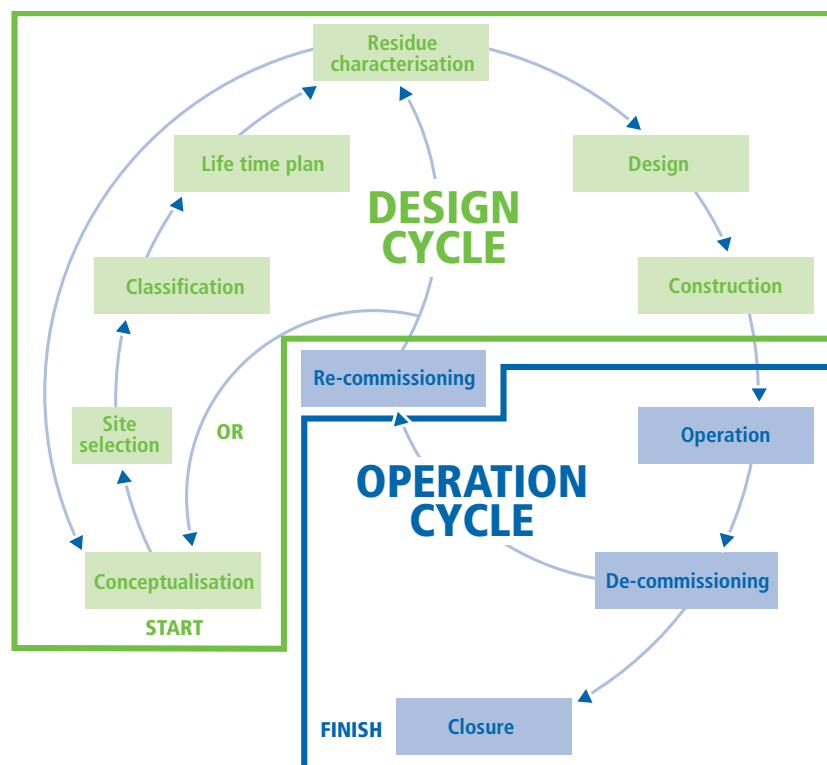 Residue
characterisation
Life time plan
Design
DESIGN
CYCLE
Classification
Construction
Re-commissioning
Site
selection
OR
Operation
OPERATION
CYCLE
Conceptualisation
De-commissioning
START
FINISH
Closure